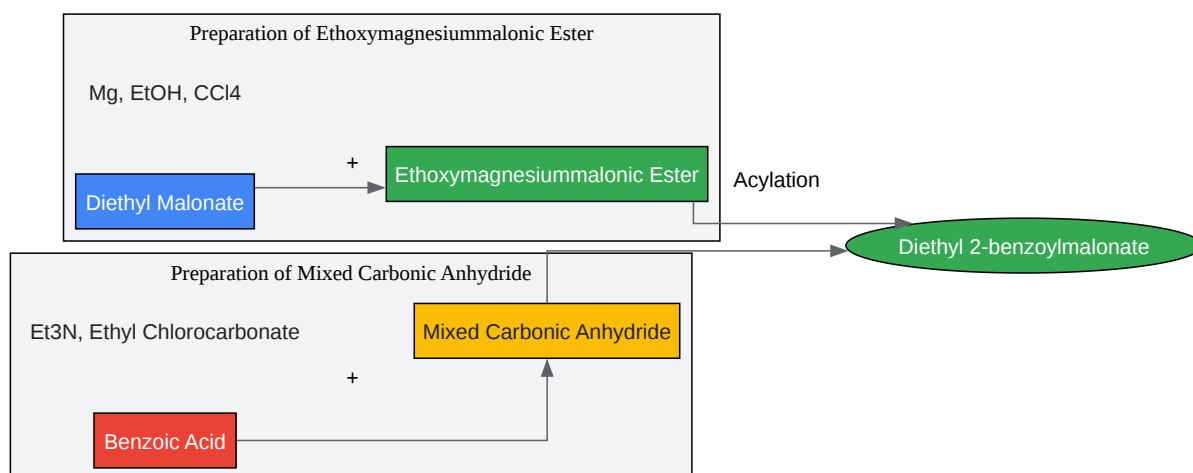 Preparation of Ethoxymagnesiummalonic Ester
Mg, EtOH, CCl4
+
Ethoxymagnesiummalonic Ester
Diethyl Malonate
Acylation
Diethyl 2-benzoylmalonate
Preparation of Mixed Carbonic Anhydride
Et3N, Ethyl Chlorocarbonate
Mixed Carbonic Anhydride
+
Benzoic Acid